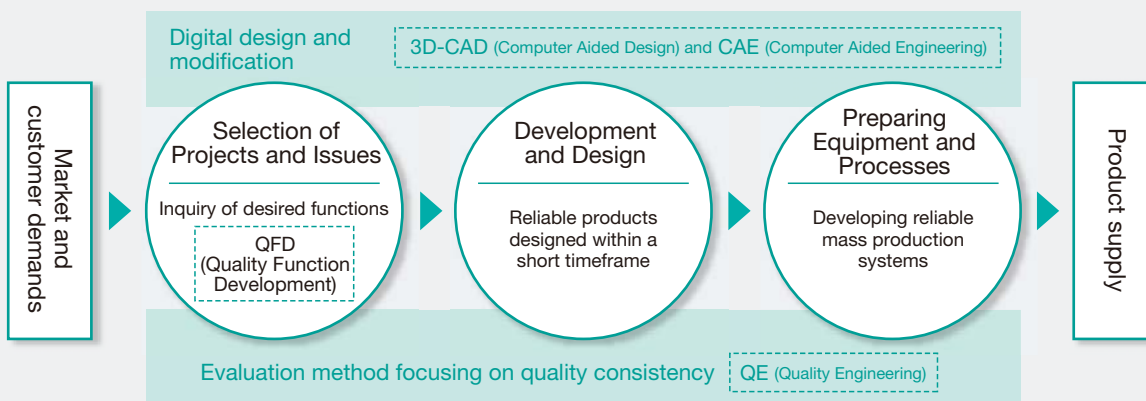 Digital design and
modification
3D-CAD (Computer Aided Design) and CAE (Computer Aided Engineering)
Market and
customer demands
Selection of
Projects and Issues
Inquiry of desired functions
QFD
(Quality Function
Development)
Development
and Design
Reliable products
designed within a
short timeframe
Preparing
Equipment and
Processes
Developing reliable
mass production
systems
Product supply
Evaluation method focusing on quality consistency
QE (Quality Engineering)